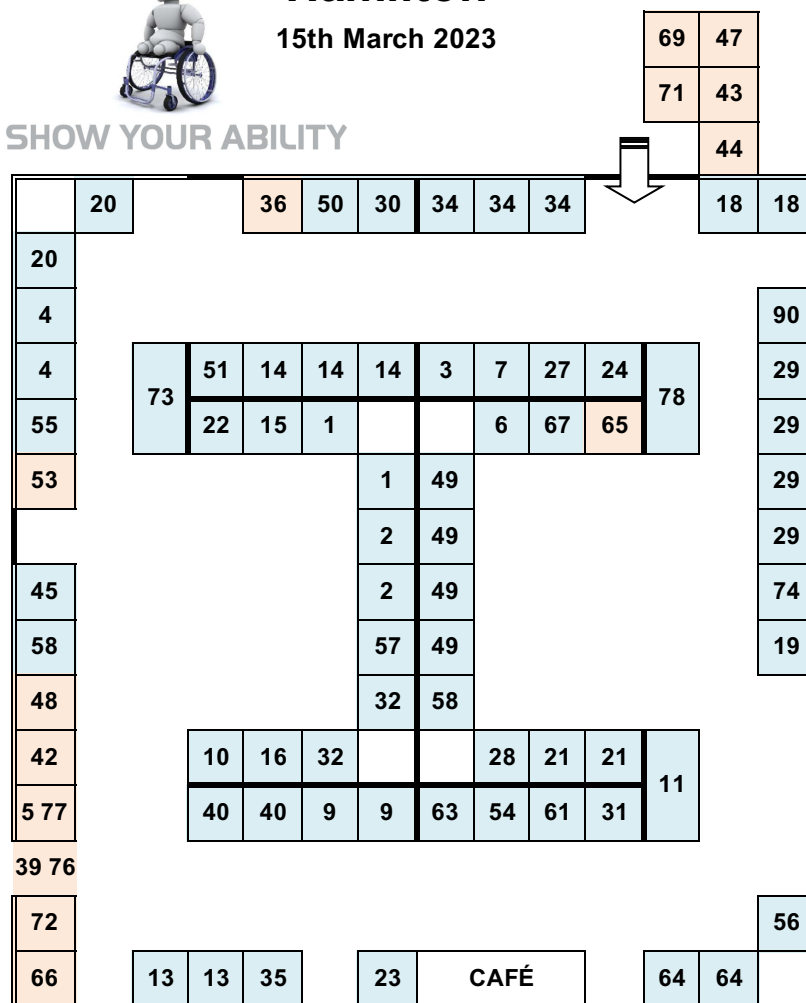 15th March 2023
69 47
71 43
SHOW YOUR ABILITY
44
20 36 50 30 34 34 34 18 18
20
4 90
4 73 51 14 14 14 3 7 27 24 78 29
55 22 15 1 6 67 65 29
53 1 49 29
2 49 29
45 2 49 74
58 57 49 19
48 32 58
42 10 16 32 28 21 21 11
5 77 40 40 9 9 63 54 61 31
39 76
72 56
66 13 13 35 23 CAFÉ 64 64